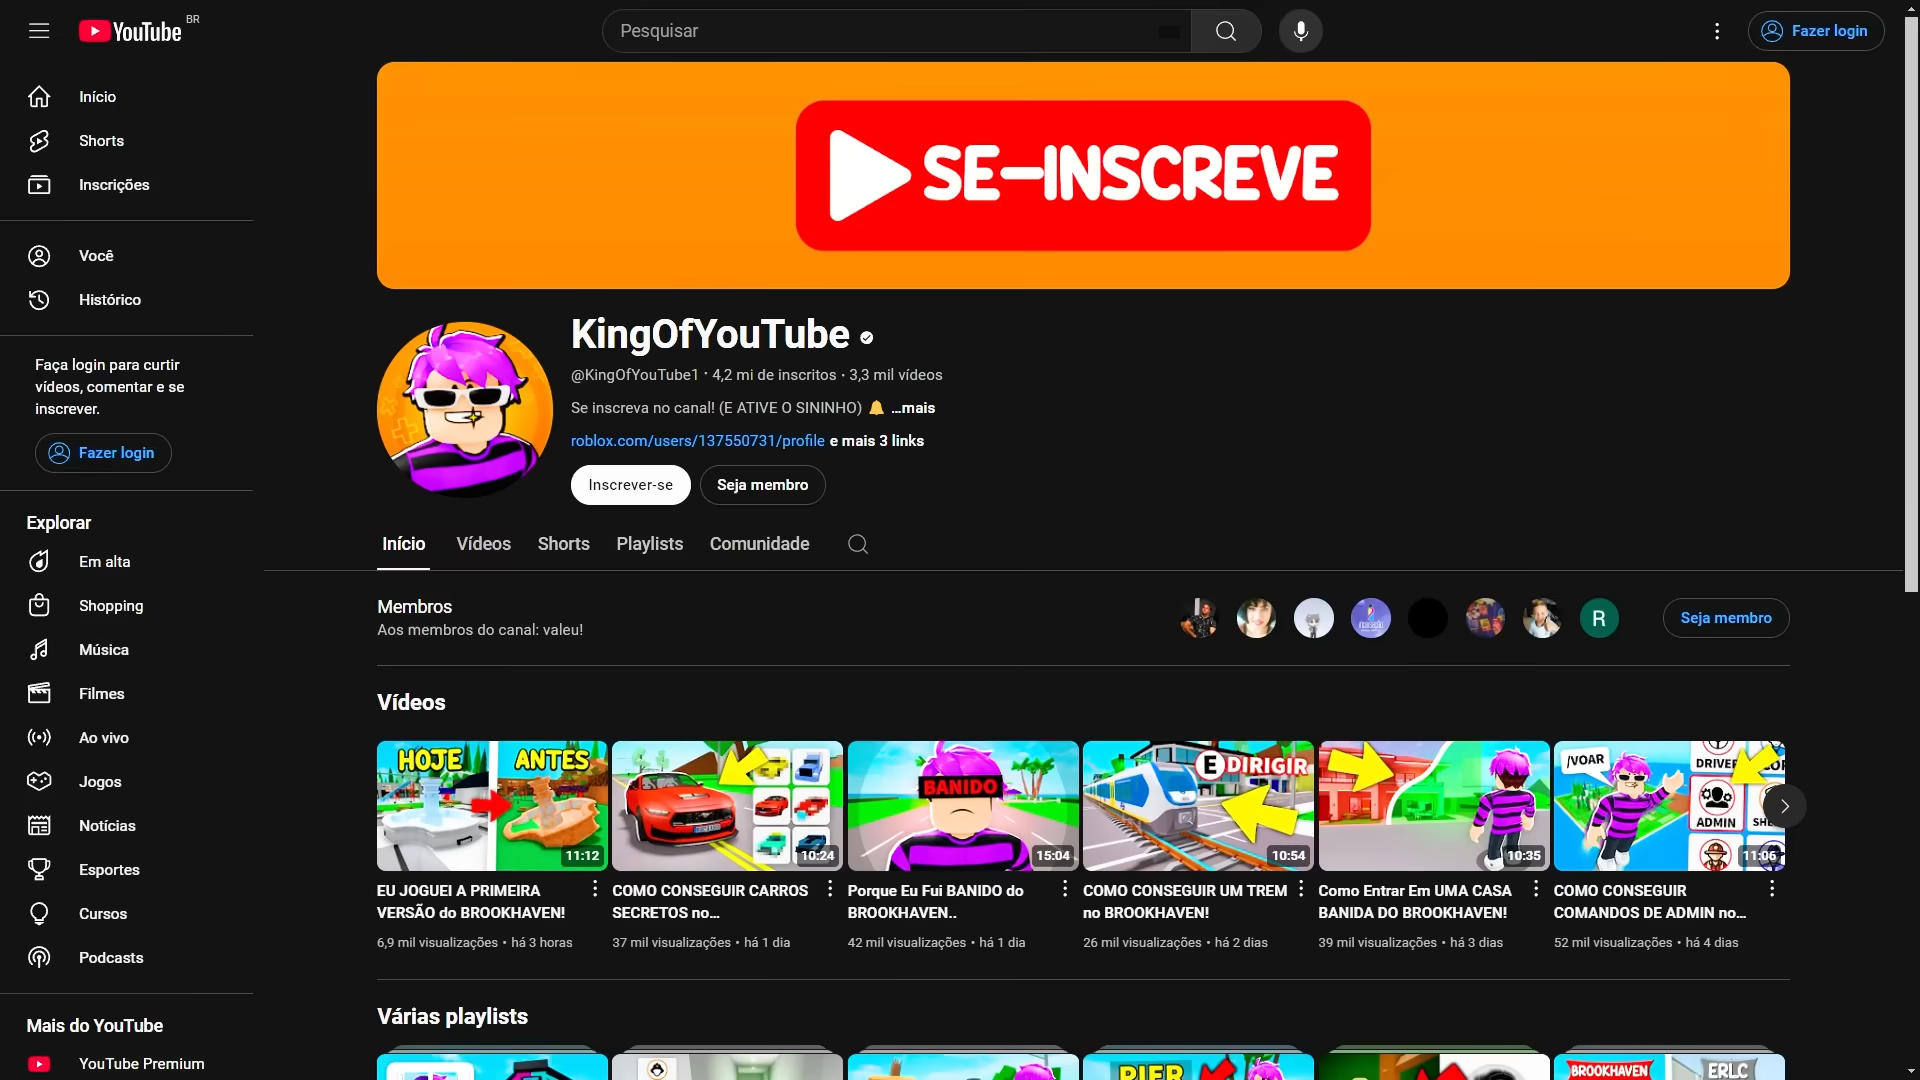 YouTube BR
Pesquisar
Fazer login
Início
Shorts
Inscrições
Você
Histórico
Faça login para curtir
vídeos, comentar e se
inscrever.
Fazer login
Explorar
Em alta
Shopping
Música
Filmes
Ao vivo
Jogos
Notícias
Esportes
Cursos
Podcasts
Mais do YouTube
YouTube Premium
SE-INSCREVE
KingOfYouTube
@KingOfYouTube1 • 4,2 mi de inscritos • 3,3 mil vídeos
Se inscreva no canal! (E ATIVE O SININHO) 🔔 ...mais
roblox.com/users/137550731/profile e mais 3 links
Inscrever-se
Seja membro
Início Vídeos Shorts Playlists Comunidade
Membros
Aos membros do canal: valeu!
R
Seja membro
Vídeos
HOJE ANTES
11:12
EU JOGUEI A PRIMEIRA
VERSÃO do BROOKHAVEN!
6,9 mil visualizações • há 3 horas
10:24
COMO CONSEGUIR CARROS
SECRETOS no...
37 mil visualizações • há 1 dia
BANIDO
15:04
Porque Eu Fui BANIDO do
BROOKHAVEN..
42 mil visualizações • há 1 dia
E DIRIGIR
10:54
COMO CONSEGUIR UM TREM
no BROOKHAVEN!
26 mil visualizações • há 2 dias
10:35
Como Entrar Em UMA CASA
BANIDA DO BROOKHAVEN!
39 mil visualizações • há 3 dias
/VOAR
DRIVE
ADMIN
11:06
COMO CONSEGUIR
COMANDOS DE ADMIN no...
52 mil visualizações • há 4 dias
Várias playlists
BROOKHAVEN
ERLC